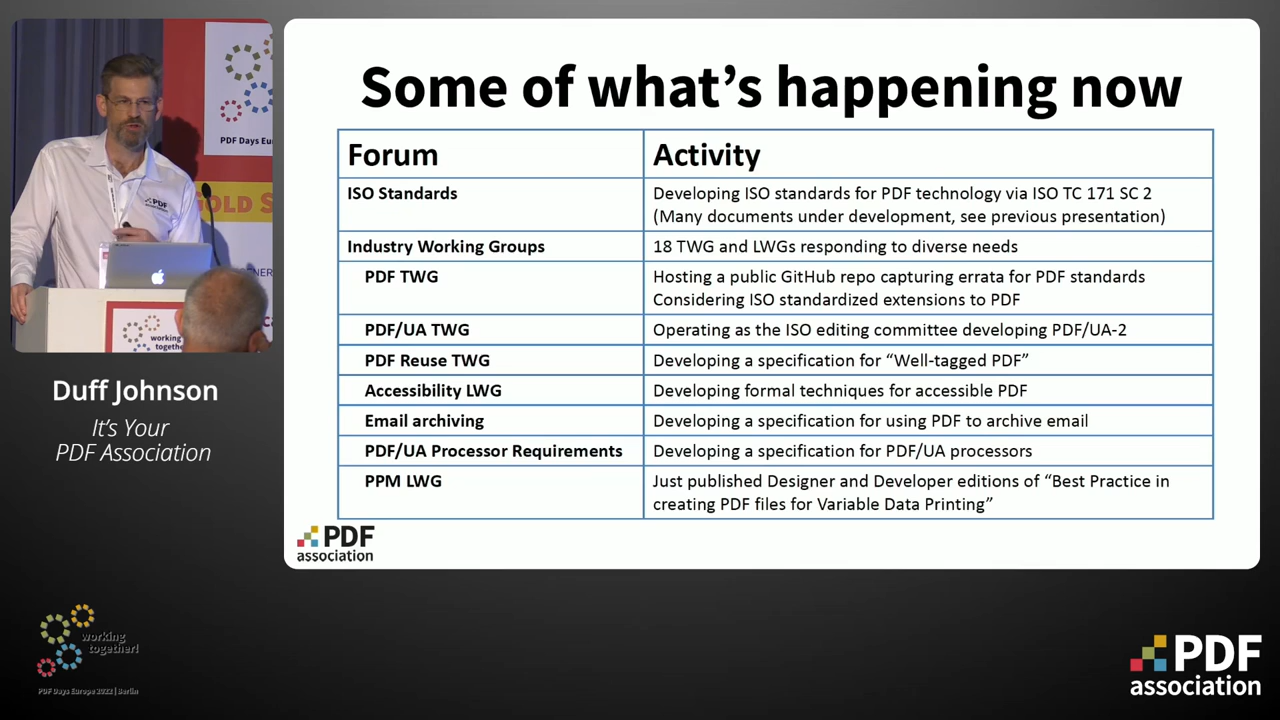 PDF Days Eu
PDF
association
GOLD S
working
Duff Johnson
It's Your
PDF Association
Some of what's happening now
Forum Activity
ISO Standards Developing ISO standards for PDF technology via ISO TC 171 SC 2
(Many documents under development, see previous presentation)
Industry Working Groups 18 TWG and LWGs responding to diverse needs
PDF TWG Hosting a public GitHub repo capturing errata for PDF standards
Considering ISO standardized extensions to PDF
PDF/UA TWG Operating as the ISO editing committee developing PDF/UA-2
PDF Reuse TWG Developing a specification for “Well-tagged PDF”
Accessibility LWG Developing formal techniques for accessible PDF
Email archiving Developing a specification for using PDF to archive email
PDF/UA Processor Requirements Developing a specification for PDF/UA processors
PPM LWG Just published Designer and Developer editions of “Best Practice in
creating PDF files for Variable Data Printing”
PDF
association
working
together!
PDF Days Europe 2022 | Berlin
PDF
association